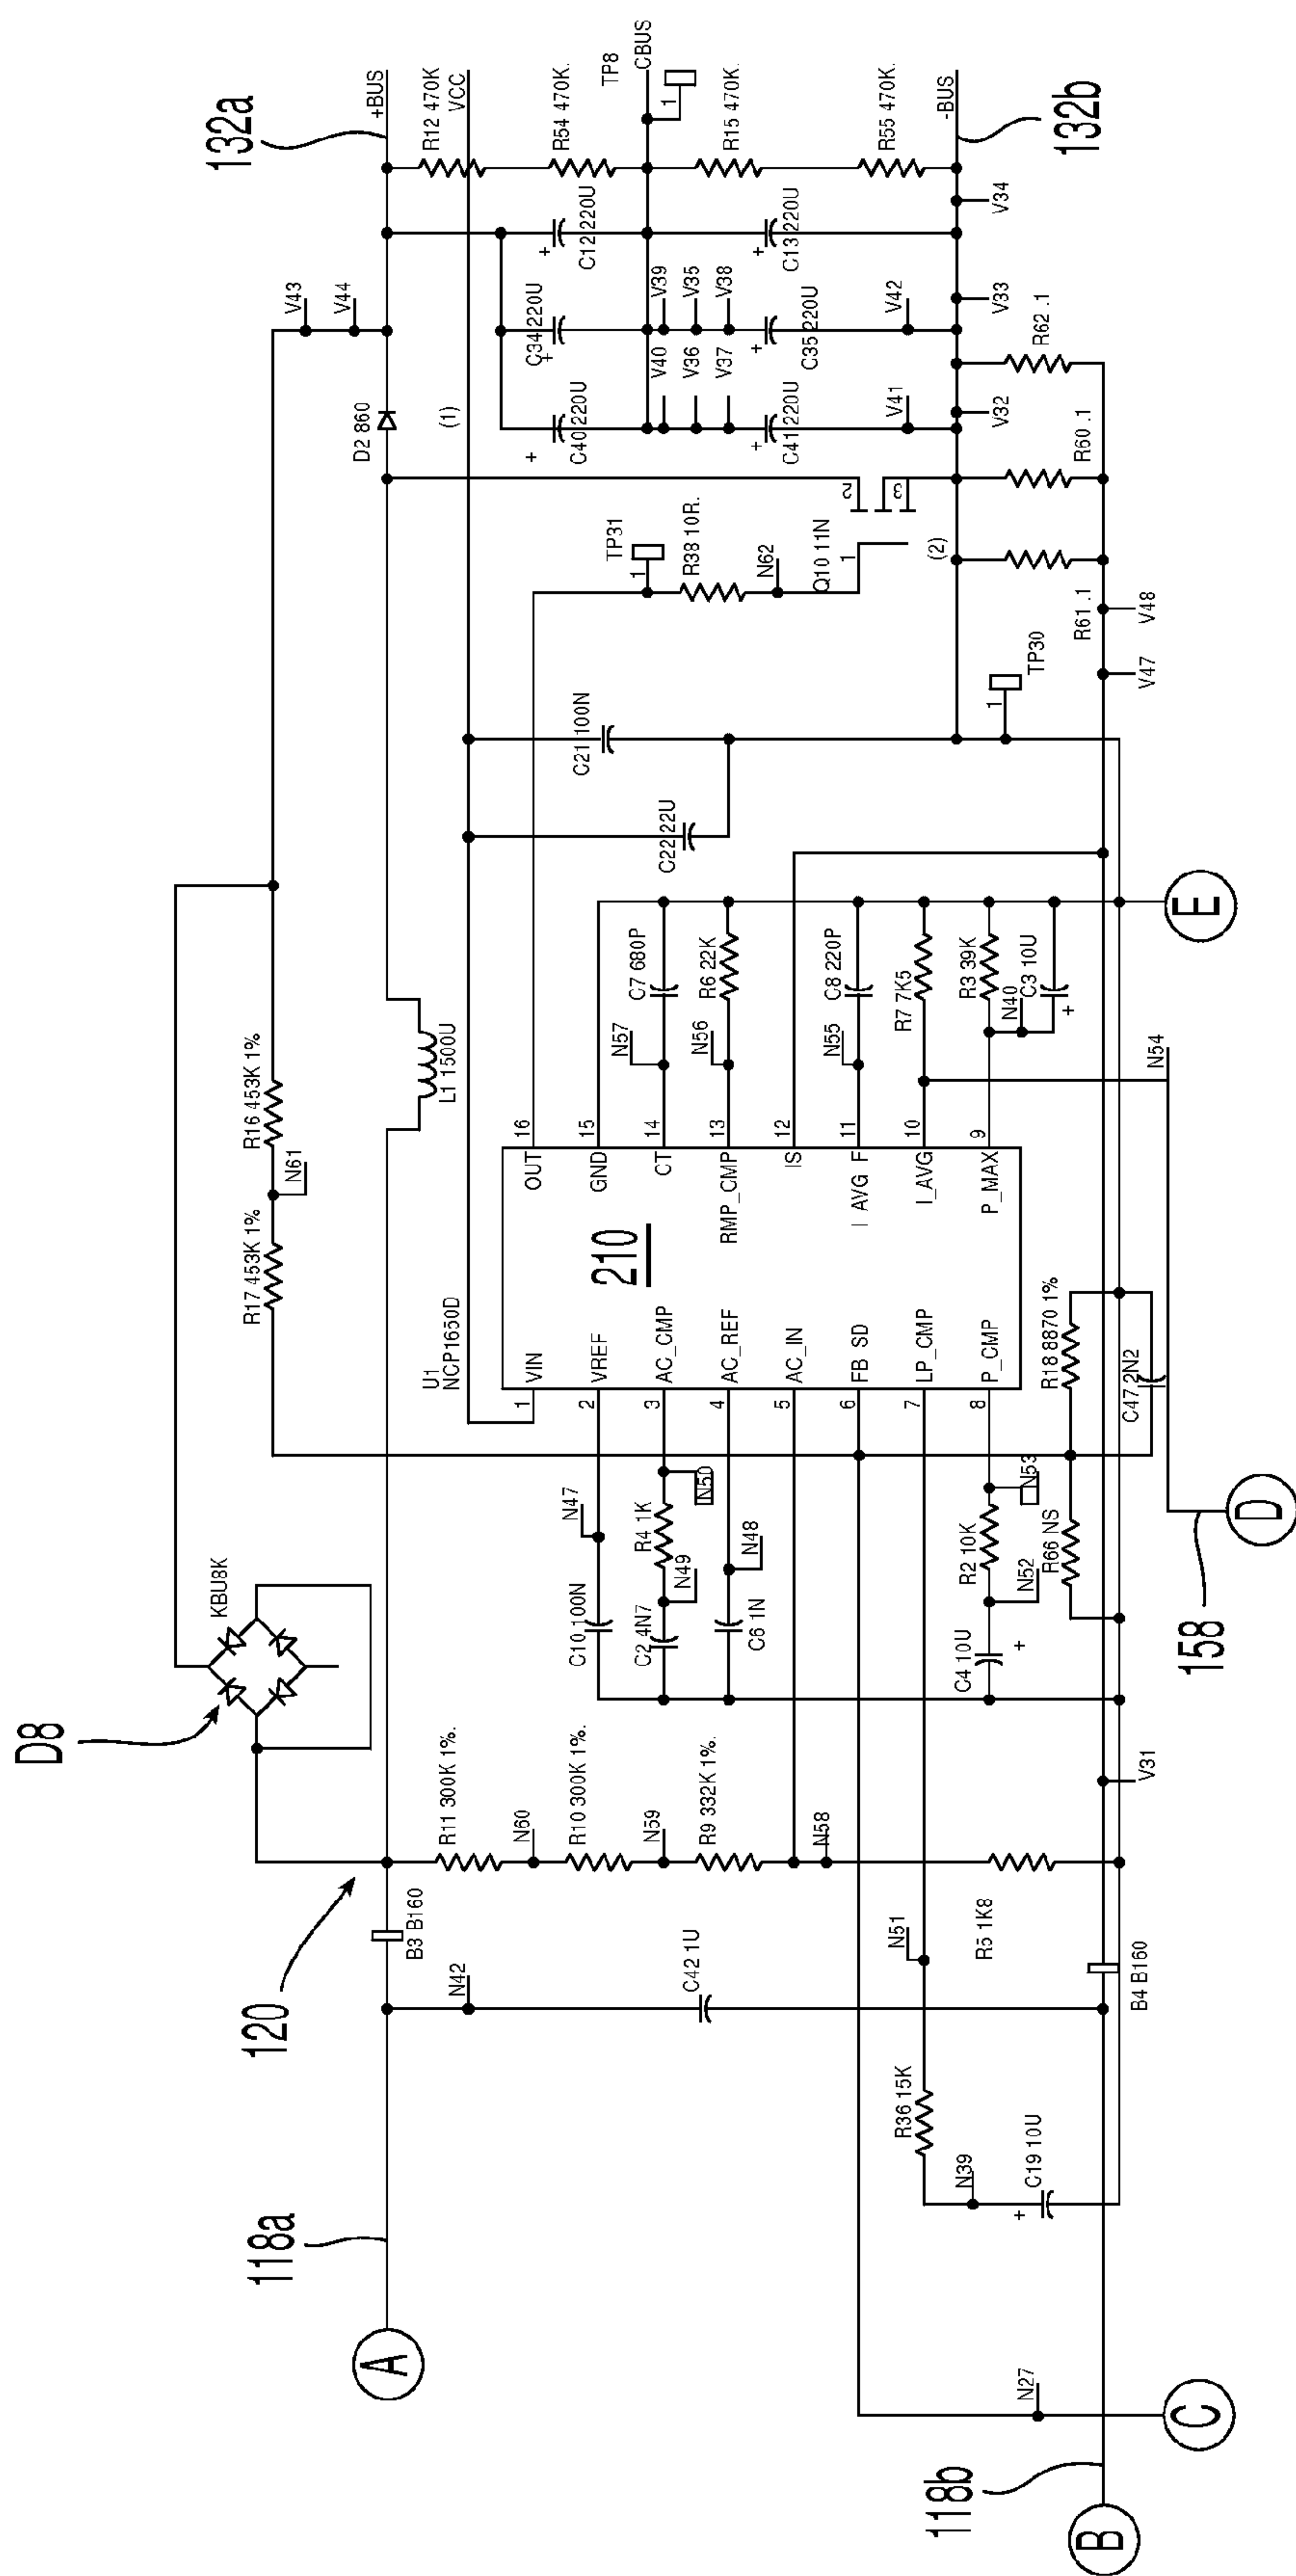 D8
KBU8K
R17 453K 1%
N61
R16 453K 1%
V43
V44
132a
+BUS
120
118a
A
B3 B160
L1 1500U
D2 860
(1)
R12 470K
VCC
N42
R11 300K 1%.
N60
R10 300K 1%.
N59
R9 332K 1%.
N58
R5 1K8
C42 1U
U1
NCP1650D
210
1
VIN
2
VREF
3
AC_CMP
4
AC_REF
5
AC_IN
6
FB SD
7
LP_CMP
8
P_CMP
OUT
16
GND
15
CT
14
RMP_CMP
13
IS
12
I AVG F
11
I_AVG
10
P_MAX
9
N47
C10 100N
N50
R4 1K
N49
C2 4N7
N48
C6 1N
N53
R2 10K
N52
C4 10U
+
R66 NS
R18 8870 1%
C47 2N2
N57
C7 680P
N56
R6 22K
N55
C8 220P
R7 7K5
R3 39K
N40
C3 10U
+
N54
C22 22U
C21 100N
TP31
1
R38 10R.
N62
Q10 11N
1
2
3
(2)
TP30
1
+
C40 220U
C34 220U
+
+
C12 220U
R54 470K.
TP8
CBUS
1
V40
V39
V36
V35
V37
V38
+
C41 220U
+
C35 220U
+
C13 220U
R15 470K.
V41
V42
R55 470K.
-BUS
132b
V32
V33
V34
R61 .1
R60 .1
R62 .1
V47
V48
N51
R36 15K
N39
+
C19 10U
B4 B160
V31
N27
118b
B
C
158
D
E